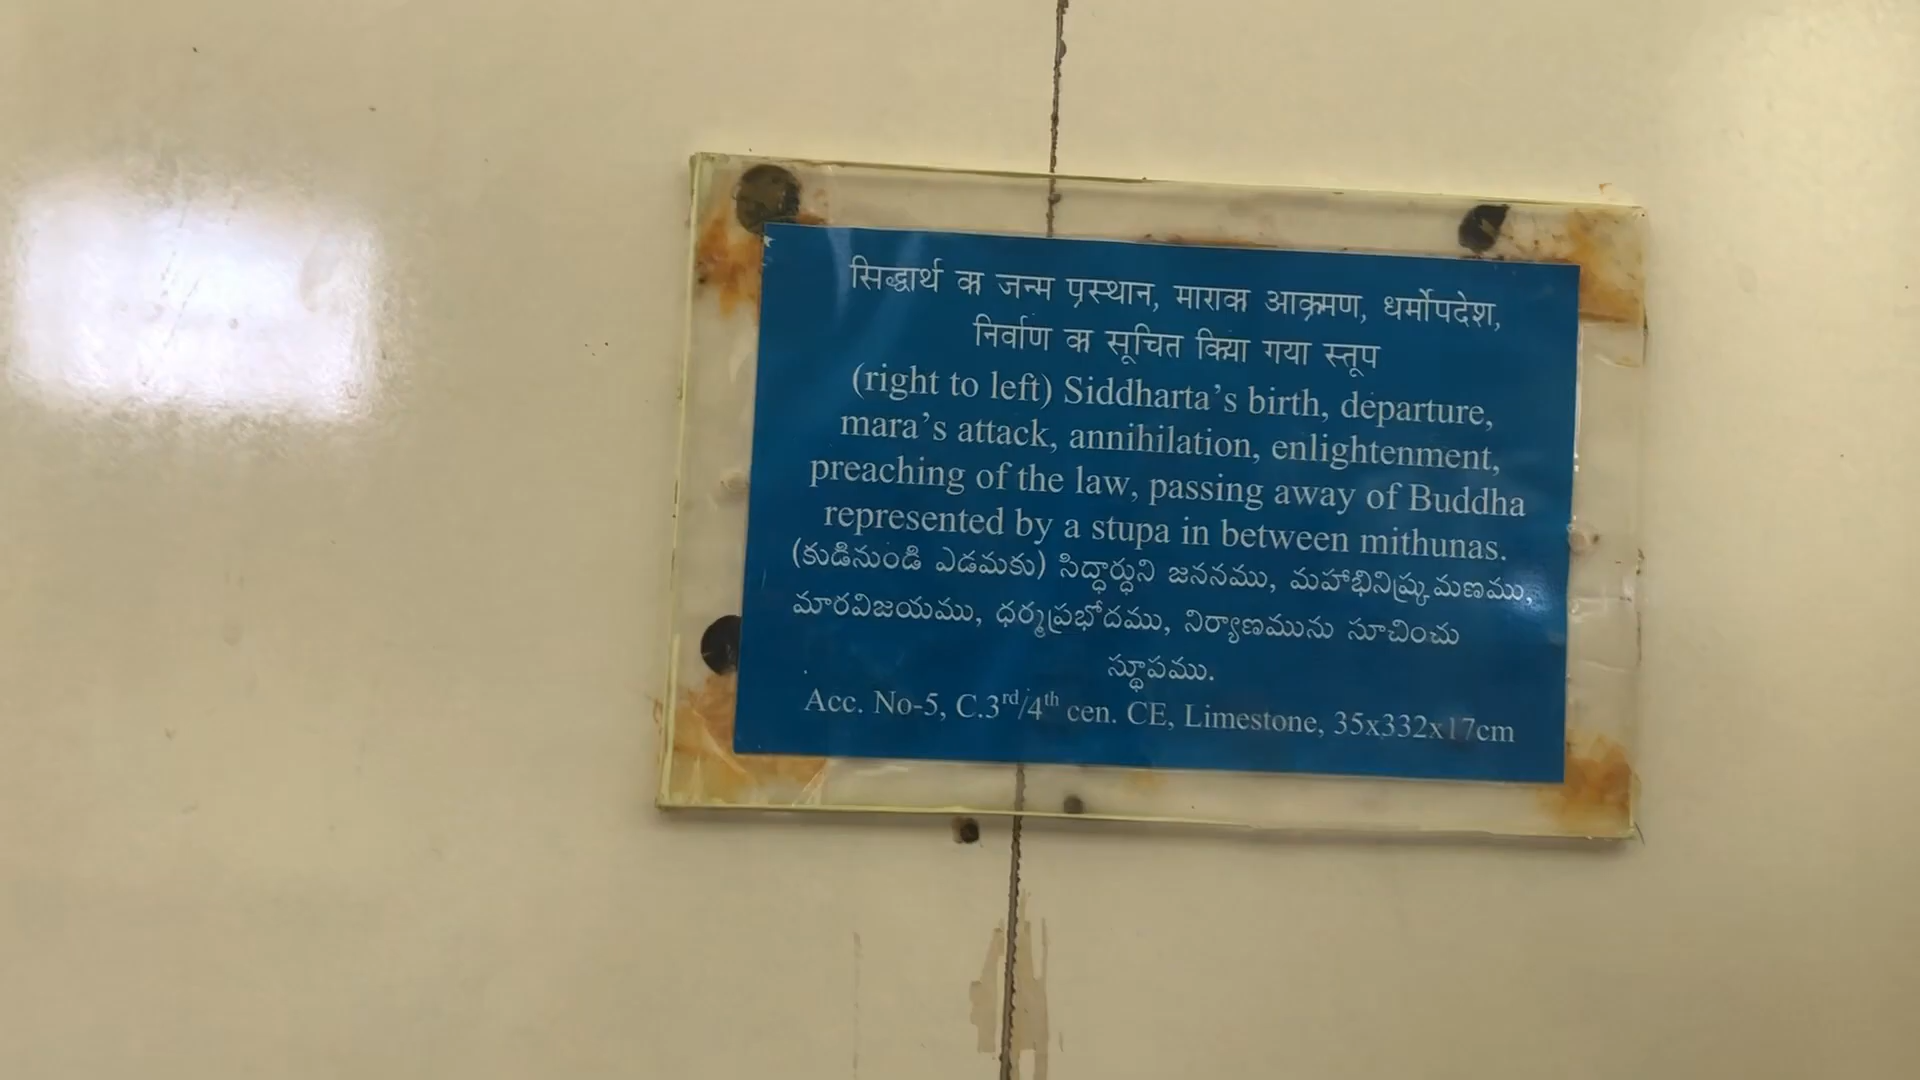 सिद्धार्थ का जन्म प्रस्थान, माराका आक्रमण, धर्मोपदेश,
निर्वाण का सूचित किया गया स्तूप
(right to left) Siddharta’s birth, departure,
mara’s attack, annihilation, enlightenment,
preaching of the law, passing away of Buddha
represented by a stupa in between mithunas.
(కుడినుండి ఎడమకు) సిద్ధార్ధుని జననము, మహాభినిష్క్రమణము,
మారవిజయము, ధర్మప్రభోదము, నిర్యాణమును సూచించు
స్థూపము.
Acc. No-5, C.3rd/4th cen. CE, Limestone, 35x332x17cm